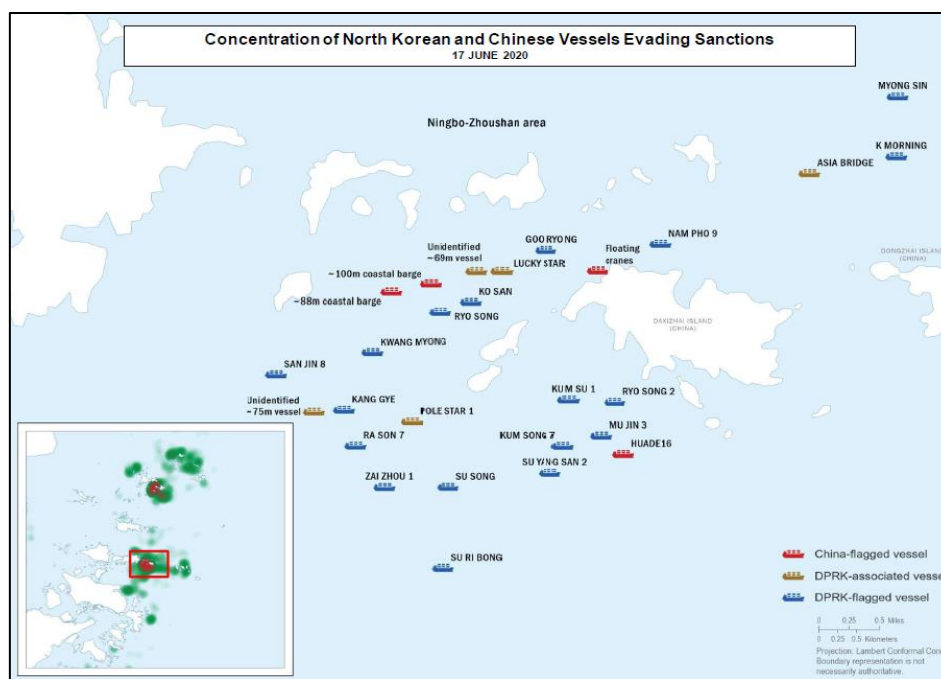 Concentration of North Korean and Chinese Vessels Evading Sanctions
17 JUNE 2020
MYONG SIN
Ningbo-Zhoushan area
K MORNING
ASIA BRIDGE
NAM PHO 9
GOO RYONG
Unidentified
~69m vessel
LUCKY STAR
Floating
cranes
DONGZHAI ISLAND
(CHINA)
~100m coastal barge
~88m coastal barge
KO SAN
RYO SONG
DAXIZHAI ISLAND
(CHINA)
KWANG MYONG
SAN JIN 8
Unidentified
~75m vessel
KANG GYE
POLE STAR 1
KUM SU 1
RYO SONG 2
RA SON 7
KUM SONG 7
MU JIN 3
HUADE16
SU YANG SAN 2
ZAI ZHOU 1
SU SONG
SU RI BONG
China-flagged vessel
DPRK-associated vesse
DPRK-flagged vessel
0 0.25 0.5 Miles
0 0.25 0.5 Kilometers
Projection: Lambert Conformal Con
Boundary representation is not
necessarily authoritative.